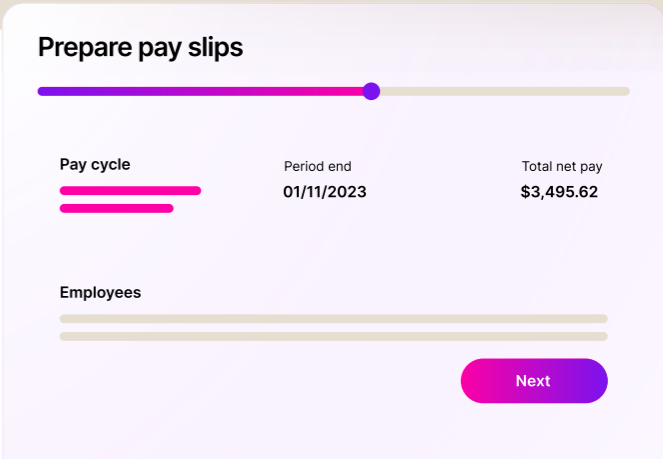 Prepare pay slips
Pay cycle
Period end
Total net pay
01/11/2023
$3,495.62
Employees
Next